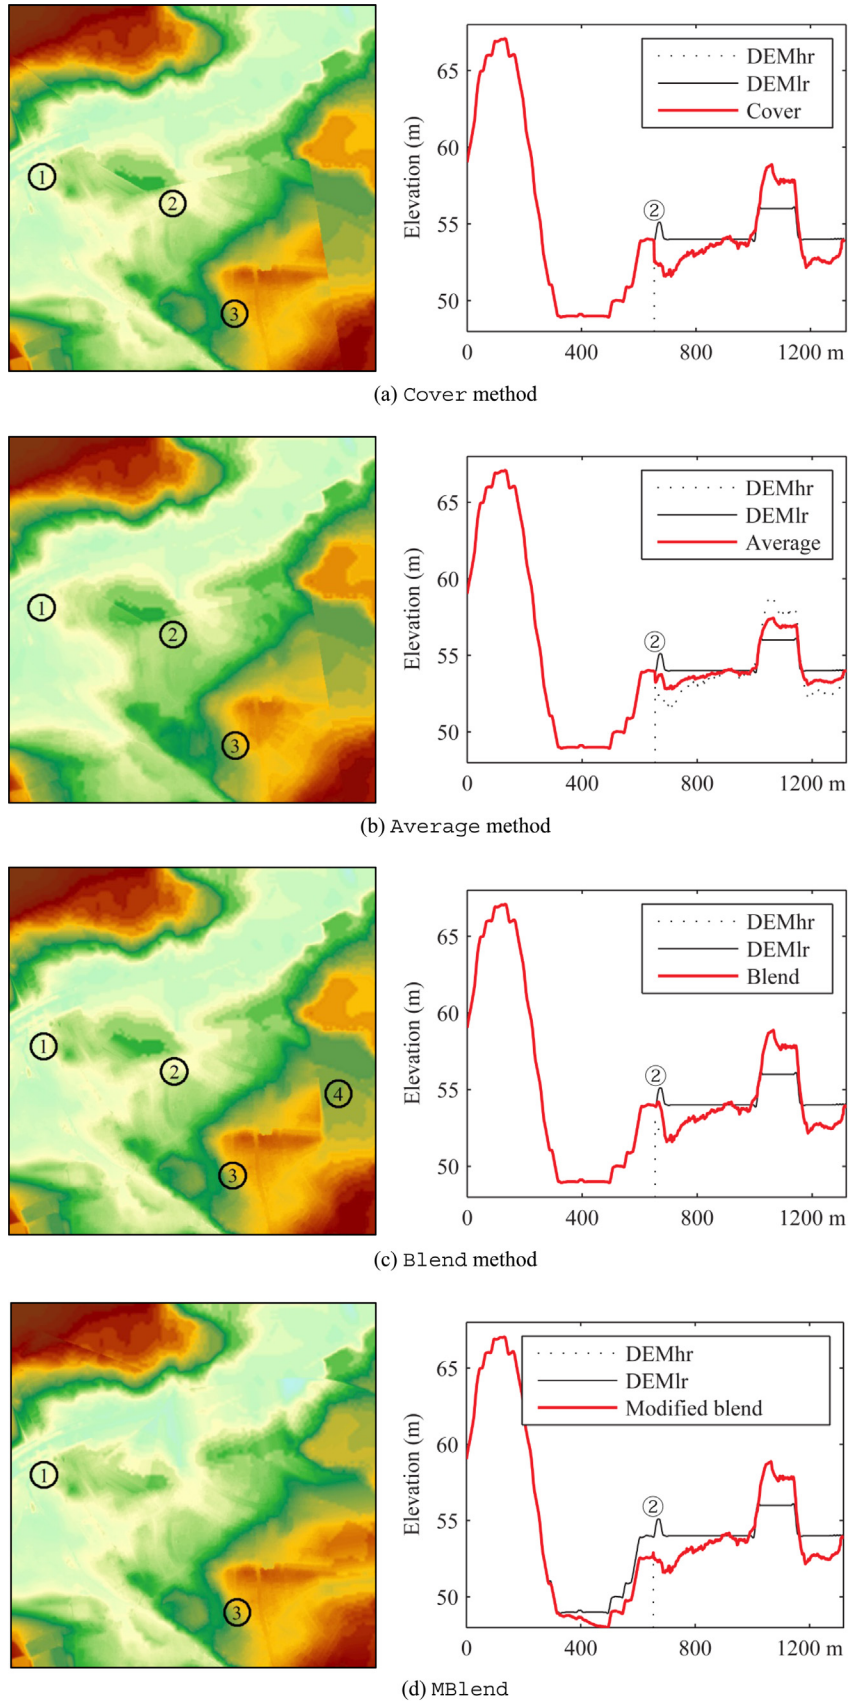 ①
②
③
Elevation (m)
65
60
55
50
0
400
800
1200 m
②
DEMhr
DEMlr
Cover
(a) Cover method
①
②
③
Elevation (m)
65
60
55
50
0
400
800
1200 m
②
DEMhr
DEMlr
Average
(b) Average method
①
②
③
④
Elevation (m)
65
60
55
50
0
400
800
1200 m
②
DEMhr
DEMlr
Blend
(c) Blend method
①
③
Elevation (m)
65
60
55
50
0
400
800
1200 m
②
DEMhr
DEMlr
Modified blend
(d) MBlend